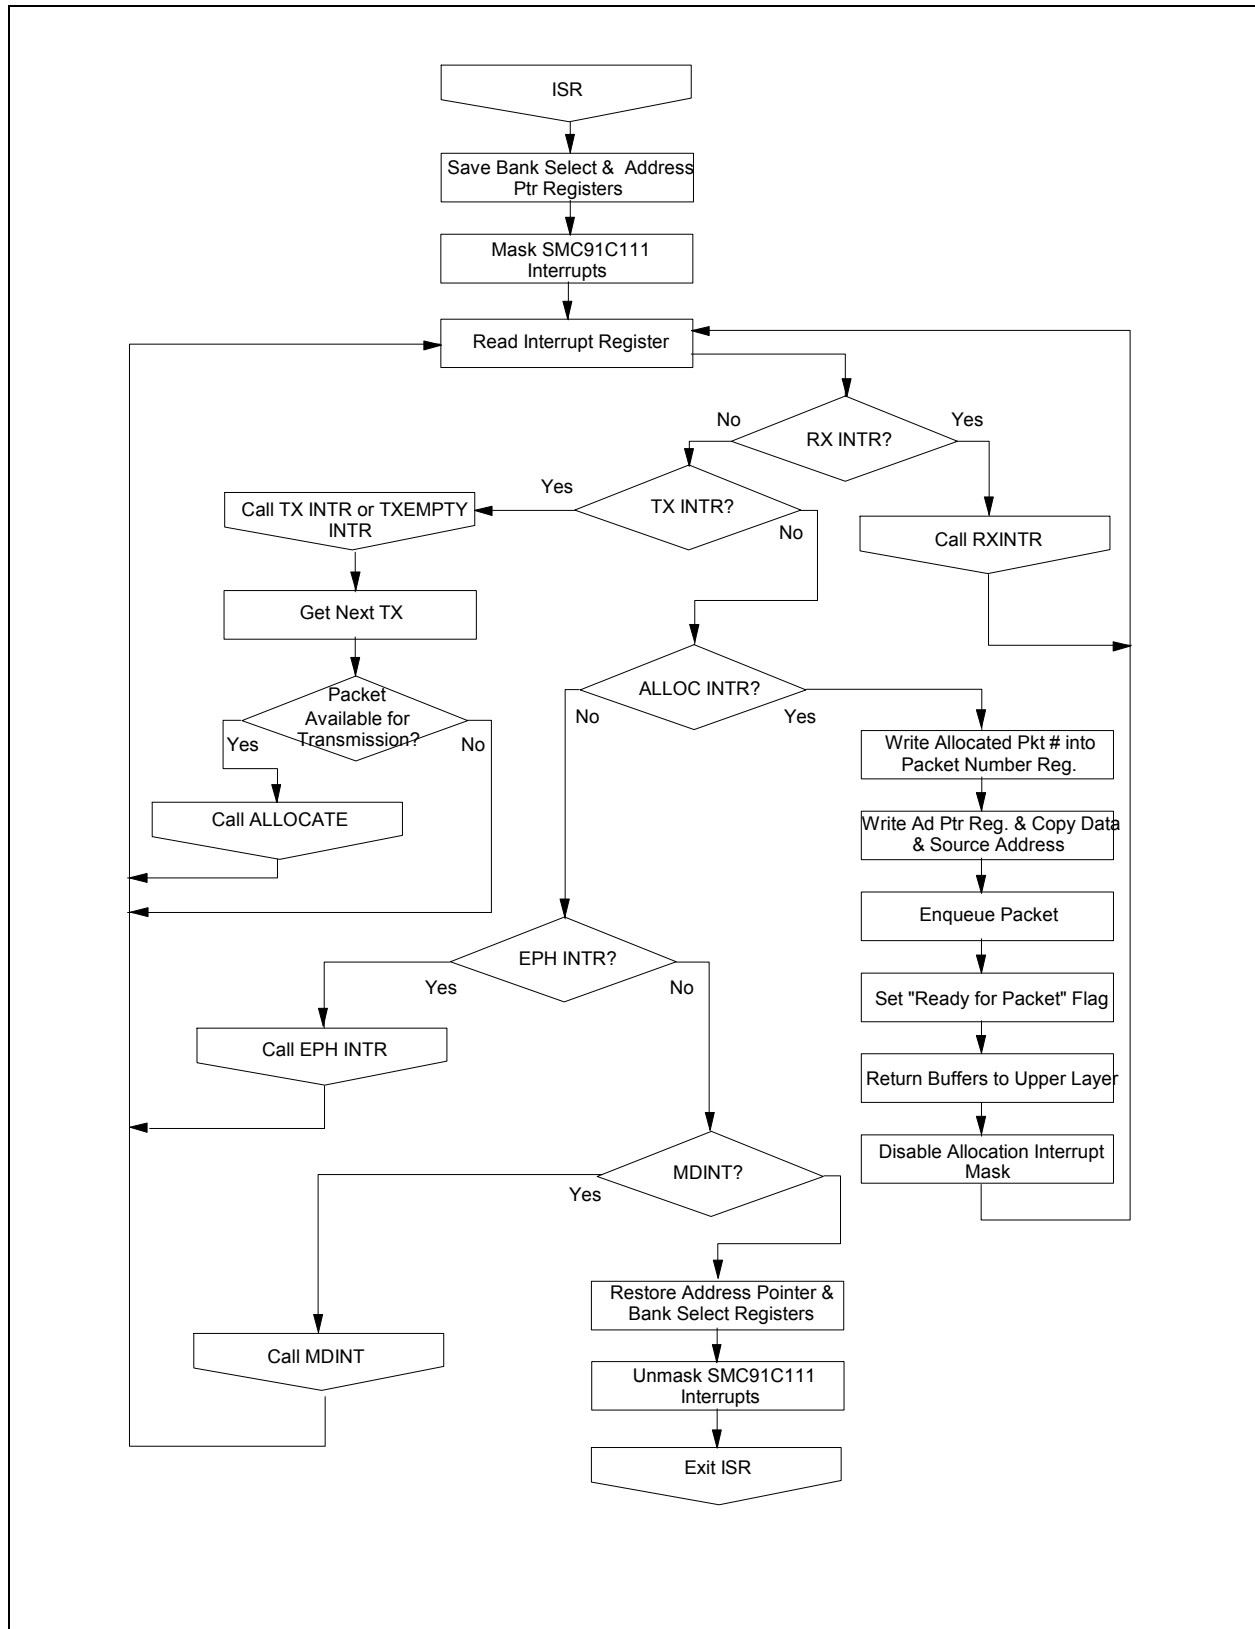 ISR
Save Bank Select & Address
Ptr Registers
Mask SMC91C111
Interrupts
Read Interrupt Register
No
Yes
RX INTR?
Yes
TX INTR?
No
Call TX INTR or TXEMPTY
INTR
Call RXINTR
Get Next TX
ALLOC INTR?
No
Yes
Packet
Available for
Transmission?
Yes
No
Write Allocated Pkt # into
Packet Number Reg.
Call ALLOCATE
Write Ad Ptr Reg. & Copy Data
& Source Address
Enqueue Packet
EPH INTR?
Yes
No
Set "Ready for Packet" Flag
Call EPH INTR
Return Buffers to Upper Layer
Disable Allocation Interrupt
Mask
MDINT?
Yes
Restore Address Pointer &
Bank Select Registers
Call MDINT
Unmask SMC91C111
Interrupts
Exit ISR